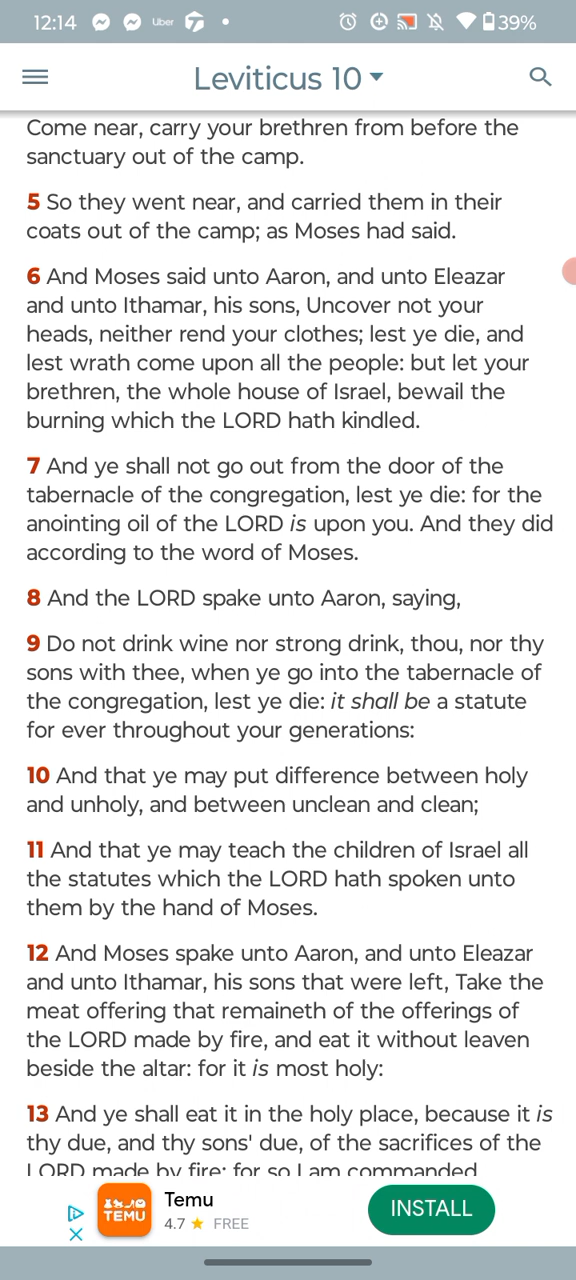 12:14 Uber 39%
Leviticus 10
Come near, carry your brethren from before the
sanctuary out of the camp.
5 So they went near, and carried them in their
coats out of the camp; as Moses had said.
6 And Moses said unto Aaron, and unto Eleazar
and unto Ithamar, his sons, Uncover not your
heads, neither rend your clothes; lest ye die, and
lest wrath come upon all the people: but let your
brethren, the whole house of Israel, bewail the
burning which the LORD hath kindled.
7 And ye shall not go out from the door of the
tabernacle of the congregation, lest ye die: for the
anointing oil of the LORD is upon you. And they did
according to the word of Moses.
8 And the LORD spake unto Aaron, saying,
9 Do not drink wine nor strong drink, thou, nor thy
sons with thee, when ye go into the tabernacle of
the congregation, lest ye die: it shall be a statute
for ever throughout your generations:
10 And that ye may put difference between holy
and unholy, and between unclean and clean;
11 And that ye may teach the children of Israel all
the statutes which the LORD hath spoken unto
them by the hand of Moses.
12 And Moses spake unto Aaron, and unto Eleazar
and unto Ithamar, his sons that were left, Take the
meat offering that remaineth of the offerings of
the LORD made by fire, and eat it without leaven
beside the altar: for it is most holy:
13 And ye shall eat it in the holy place, because it is
thy due, and thy sons' due, of the sacrifices of the
LORD made by fire: for so I am commanded
TEMU
Temu
4.7 ★ FREE
INSTALL